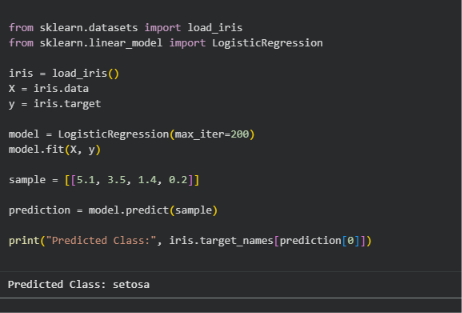 from sklearn.datasets import load_iris
from sklearn.linear_model import LogisticRegression
iris = load_iris()
X = iris.data
y = iris.target
model = LogisticRegression(max_iter=200)
model.fit(X, y)
sample = [[5.1, 3.5, 1.4, 0.2]]
prediction = model.predict(sample)
print("Predicted Class:", iris.target_names[prediction[0]])
Predicted Class: setosa